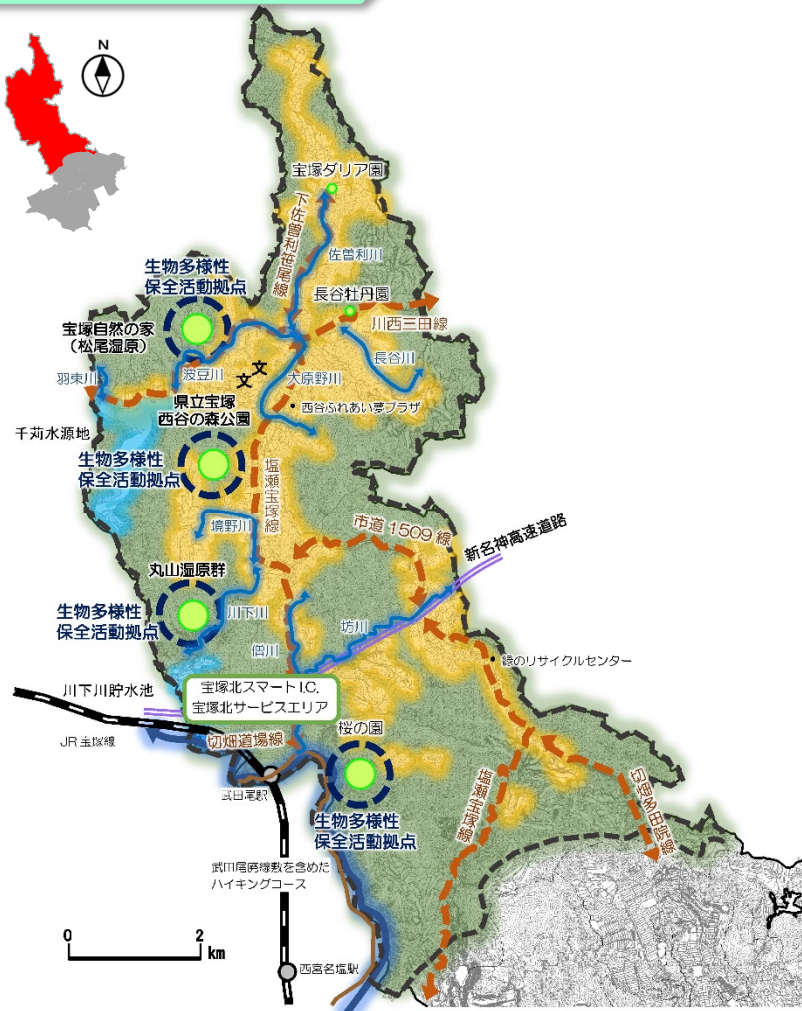 N
宝塚ダリア園
下佐曽利笹尾線
佐曽利川
生物多様性
保全活動拠点
長谷牡丹園
川西三田線
宝塚自然の家
(松尾湿原)
長谷川
羽束川
波豆川
大原野川
文
文
西谷ふれあい夢プラザ
県立宝塚
西谷の森公園
千苅水源地
生物多様性
保全活動拠点
塩瀬宝塚線
境野川
市道1509線
新名神高速道路
丸山湿原群
生物多様性
保全活動拠点
川下川
僧川
坊川
緑のリサイクルセンター
川下川貯水池
宝塚北スマートI.C.
宝塚北サービスエリア
桜の園
JR宝塚線
切畑道場線
武田尾駅
生物多様性
保全活動拠点
塩瀬宝塚線
切畑多田院線
武田尾廃線敷を含めた
ハイキングコース
0 2
km
西宮名塩駅